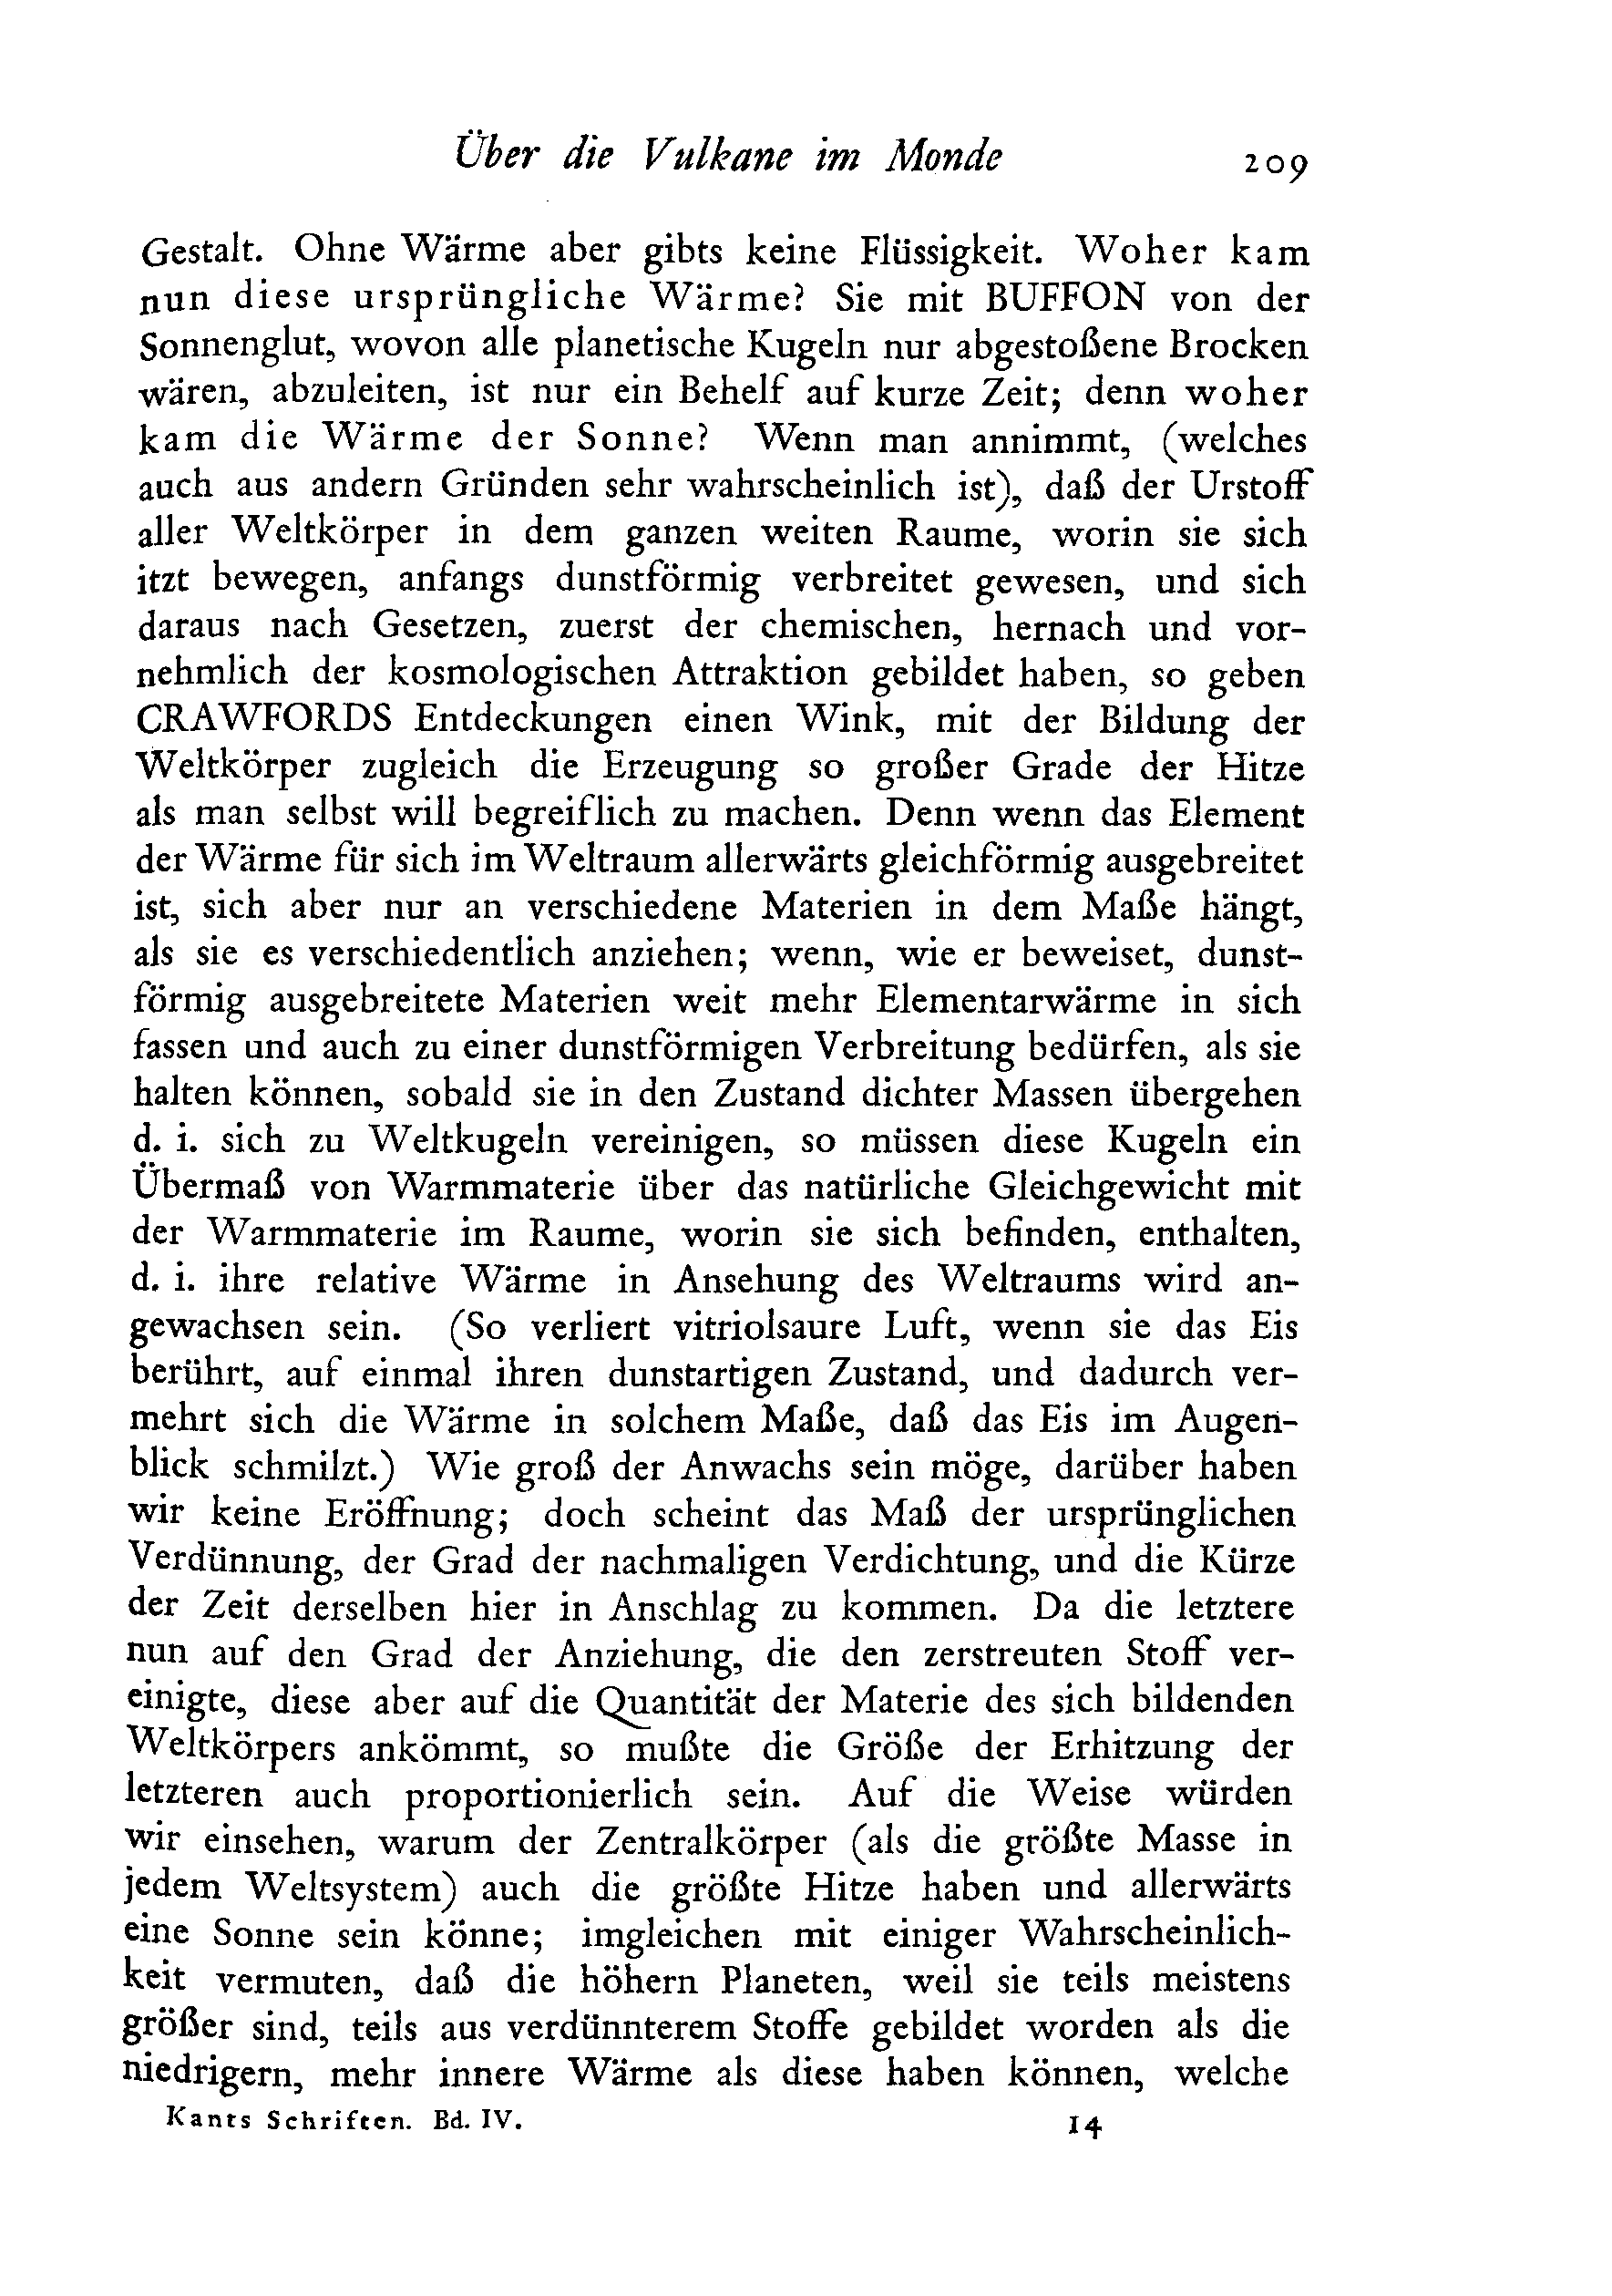 Über die Vulkane im Monde 209
Gestalt. Ohne Wärme aber gibts keine Flüssigkeit. Woher kam
nun diese ursprüngliche Wärme? Sie mit BUFFON von der
Sonnenglut, wovon alle planetische Kugeln nur abgestoßene Brocken
wären, abzuleiten, ist nur ein Behelf auf kurze Zeit; denn woher
kam die Wärme der Sonne? Wenn man annimmt, (welches
auch aus andern Gründen sehr wahrscheinlich ist), daß der Urstoff
aller Weltkörper in dem ganzen weiten Raume, worin sie sich
itzt bewegen, anfangs dunstförmig verbreitet gewesen, und sich
daraus nach Gesetzen, zuerst der chemischen, hernach und vor-
nehmlich der kosmologischen Attraktion gebildet haben, so geben
CRAWFORDS Entdeckungen einen Wink, mit der Bildung der
Weltkörper zugleich die Erzeugung so großer Grade der Hitze
als man selbst will begreiflich zu machen. Denn wenn das Element
der Wärme für sich im Weltraum allerwärts gleichförmig ausgebreitet
ist, sich aber nur an verschiedene Materien in dem Maße hängt,
als sie es verschiedentlich anziehen; wenn, wie er beweiset, dunst-
förmig ausgebreitete Materien weit mehr Elementarwärme in sich
fassen und auch zu einer dunstförmigen Verbreitung bedürfen, als sie
halten können, sobald sie in den Zustand dichter Massen übergehen
d. i. sich zu Weltkugeln vereinigen, so müssen diese Kugeln ein
Übermaß von Warmmaterie über das natürliche Gleichgewicht mit
der Warmmaterie im Raume, worin sie sich befinden, enthalten,
d. i. ihre relative Wärme in Ansehung des Weltraums wird an-
gewachsen sein. (So verliert vitriolsaure Luft, wenn sie das Eis
berührt, auf einmal ihren dunstartigen Zustand, und dadurch ver-
mehrt sich die Wärme in solchem Maße, daß das Eis im Augen-
blick schmilzt.) Wie groß der Anwachs sein möge, darüber haben
wir keine Eröffnung; doch scheint das Maß der ursprünglichen
Verdünnung, der Grad der nachmaligen Verdichtung, und die Kürze
der Zeit derselben hier in Anschlag zu kommen. Da die letztere
nun auf den Grad der Anziehung, die den zerstreuten Stoff ver-
einigte, diese aber auf die Quantität der Materie des sich bildenden
Weltkörpers ankömmt, so mußte die Größe der Erhitzung der
letzteren auch proportionierlich sein. Auf die Weise würden
wir einsehen, warum der Zentralkörper (als die größte Masse in
jedem Weltsystem) auch die größte Hitze haben und allerwärts
eine Sonne sein könne; imgleichen mit einiger Wahrscheinlich-
keit vermuten, daß die höhern Planeten, weil sie teils meistens
größer sind, teils aus verdünnterem Stoffe gebildet worden als die
niedrigern, mehr innere Wärme als diese haben können, welche
Kants Schriften. Bd. IV. 14